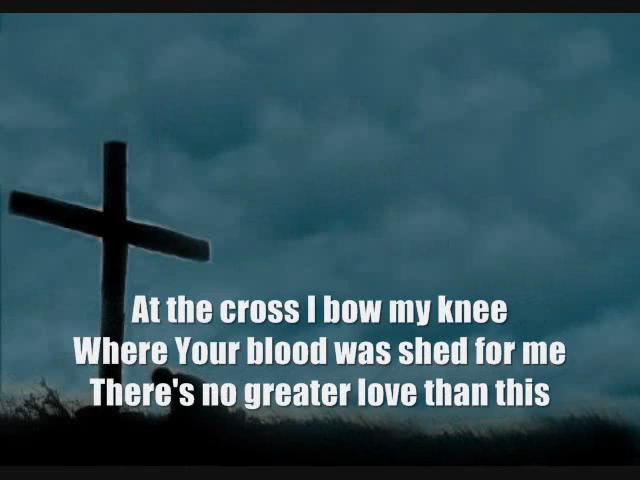 At the cross I bow my knee
Where Your blood was shed for me
There's no greater love than this